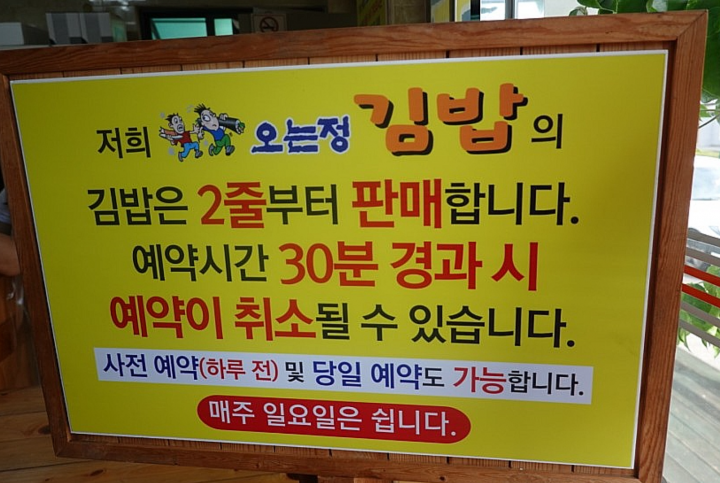 저희 오는정김밥의
김밥은 2줄부터 판매합니다.
예약시간 30분 경과 시
예약이 취소될 수 있습니다.
사전 예약(하루 전) 및 당일 예약도 가능합니다.
매주 일요일은 쉽니다.